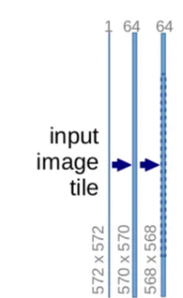 1 64 64
input
image
tile
572 x 572
570 x 570
568 x 568